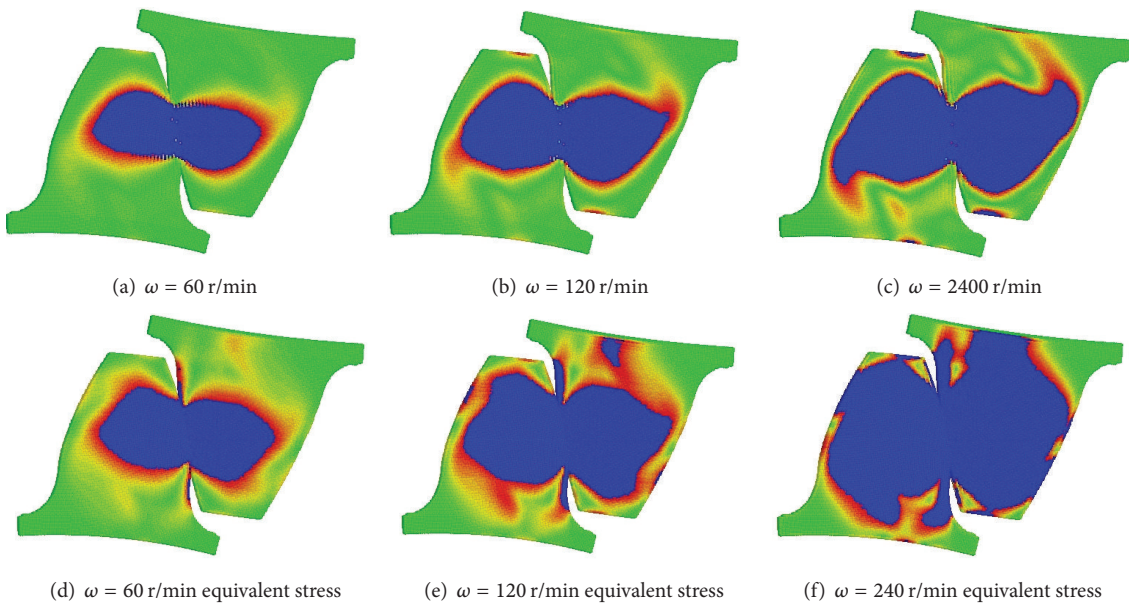 (a) ω = 60 r/min
(b) ω = 120 r/min
(c) ω = 2400 r/min
(d) ω = 60 r/min equivalent stress
(e) ω = 120 r/min equivalent stress
(f) ω = 240 r/min equivalent stress